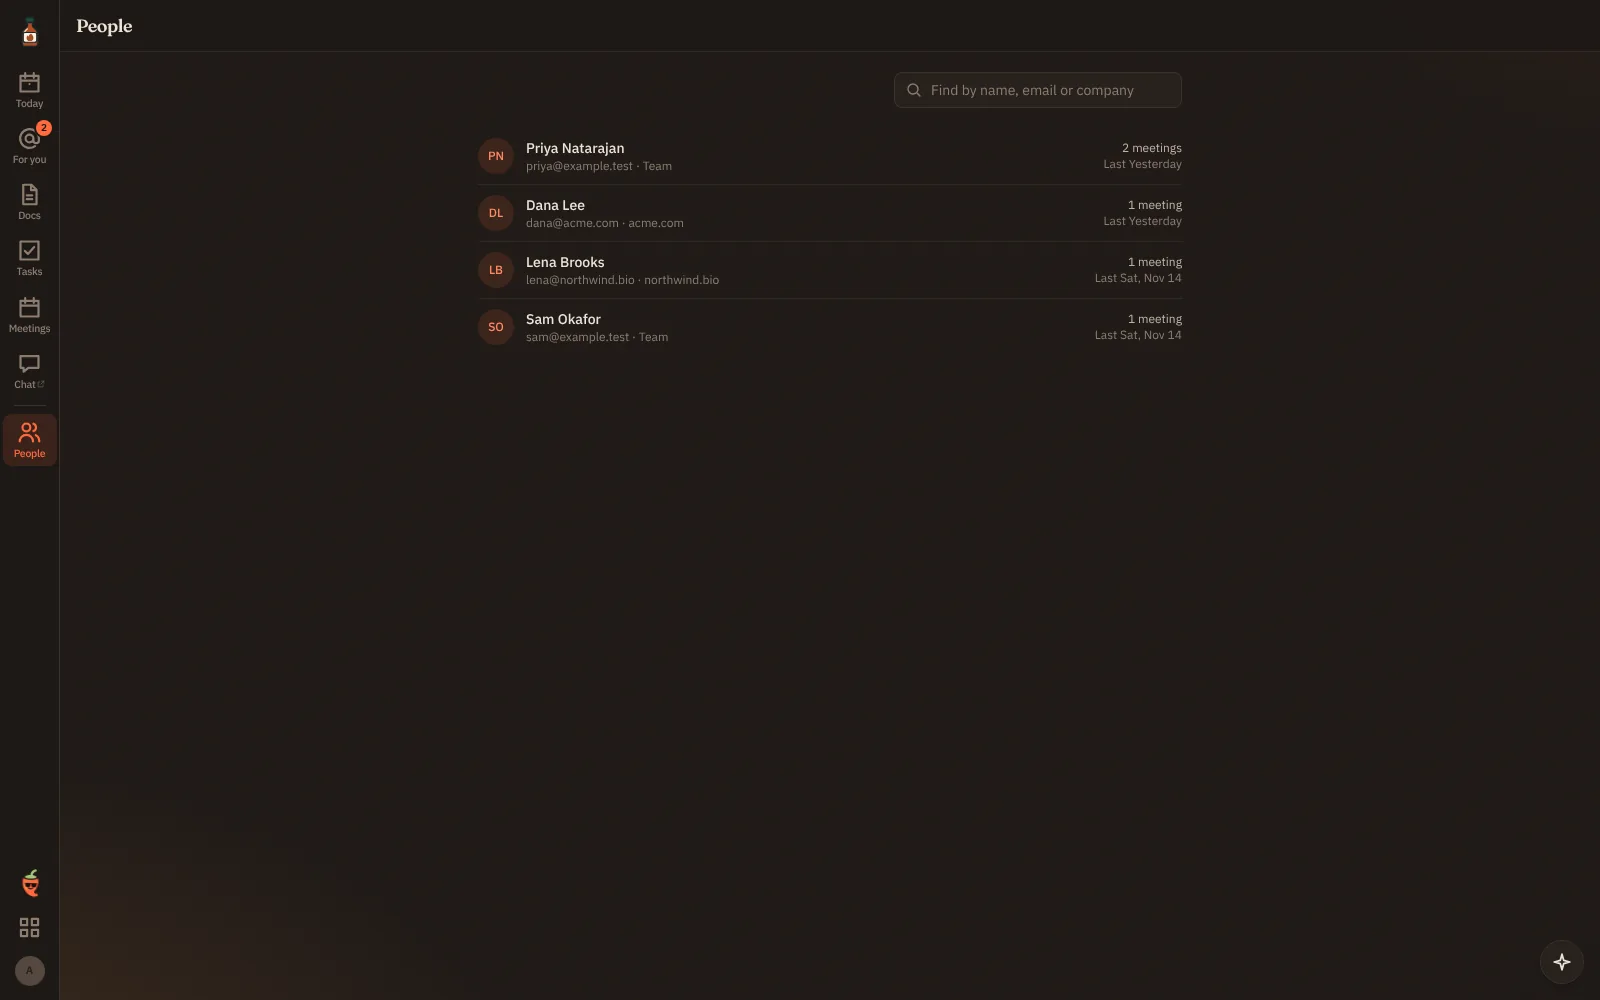 People
Today
2
For you
Docs
Tasks
Meetings
Chat
People
A
Find by name, email or company
PN
Priya Natarajan
priya@example.test · Team
2 meetings
Last Yesterday
DL
Dana Lee
dana@acme.com · acme.com
1 meeting
Last Yesterday
LB
Lena Brooks
lena@northwind.bio · northwind.bio
1 meeting
Last Sat, Nov 14
SO
Sam Okafor
sam@example.test · Team
1 meeting
Last Sat, Nov 14